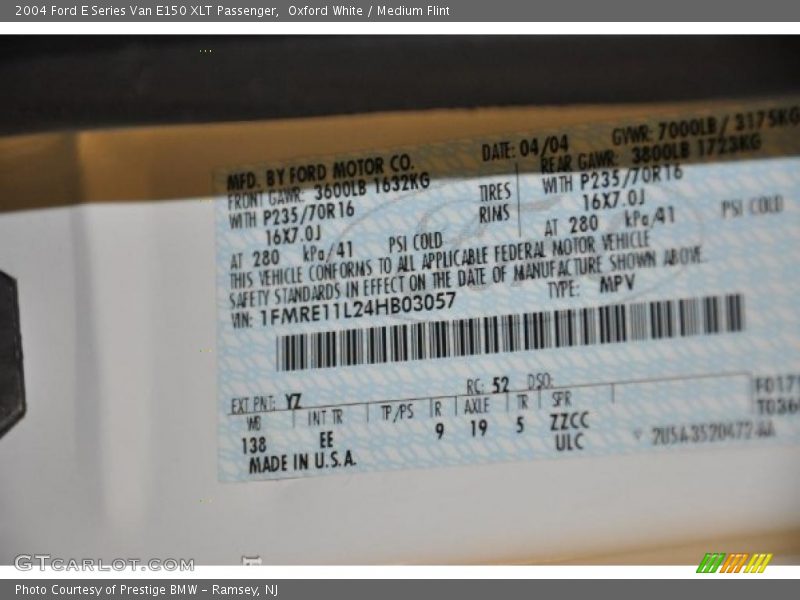 2004 Ford E Series Van E150 XLT Passenger,  Oxford White / Medium Flint
MFD. BY FORD MOTOR CO.
DATE: 04/04
GVWR: 7000LB / 3175KG
FRONT GAWR: 3600LB 1632KG
REAR GAWR: 3800LB 1723KG
WITH P235/70R16
TIRES
WITH P235/70R16
16X7.0J
RIMS
16X7.0J
AT 280 kPa/41 PSI COLD
AT 280 kPa/41 PSI COLD
THIS VEHICLE CONFORMS TO ALL APPLICABLE FEDERAL MOTOR VEHICLE
SAFETY STANDARDS IN EFFECT ON THE DATE OF MANUFACTURE SHOWN ABOVE.
VIN: 1FMRE11L24HB03057
TYPE: MPV
EXT PNT: YZ
RC: 52 DSO:
WB INT TR TP/PS R AXLE TR SPR
138 EE 9 19 5 ZZCC
ULC
MADE IN U.S.A.
GTCARLOT.COM
Photo Courtesy of Prestige BMW - Ramsey, NJ